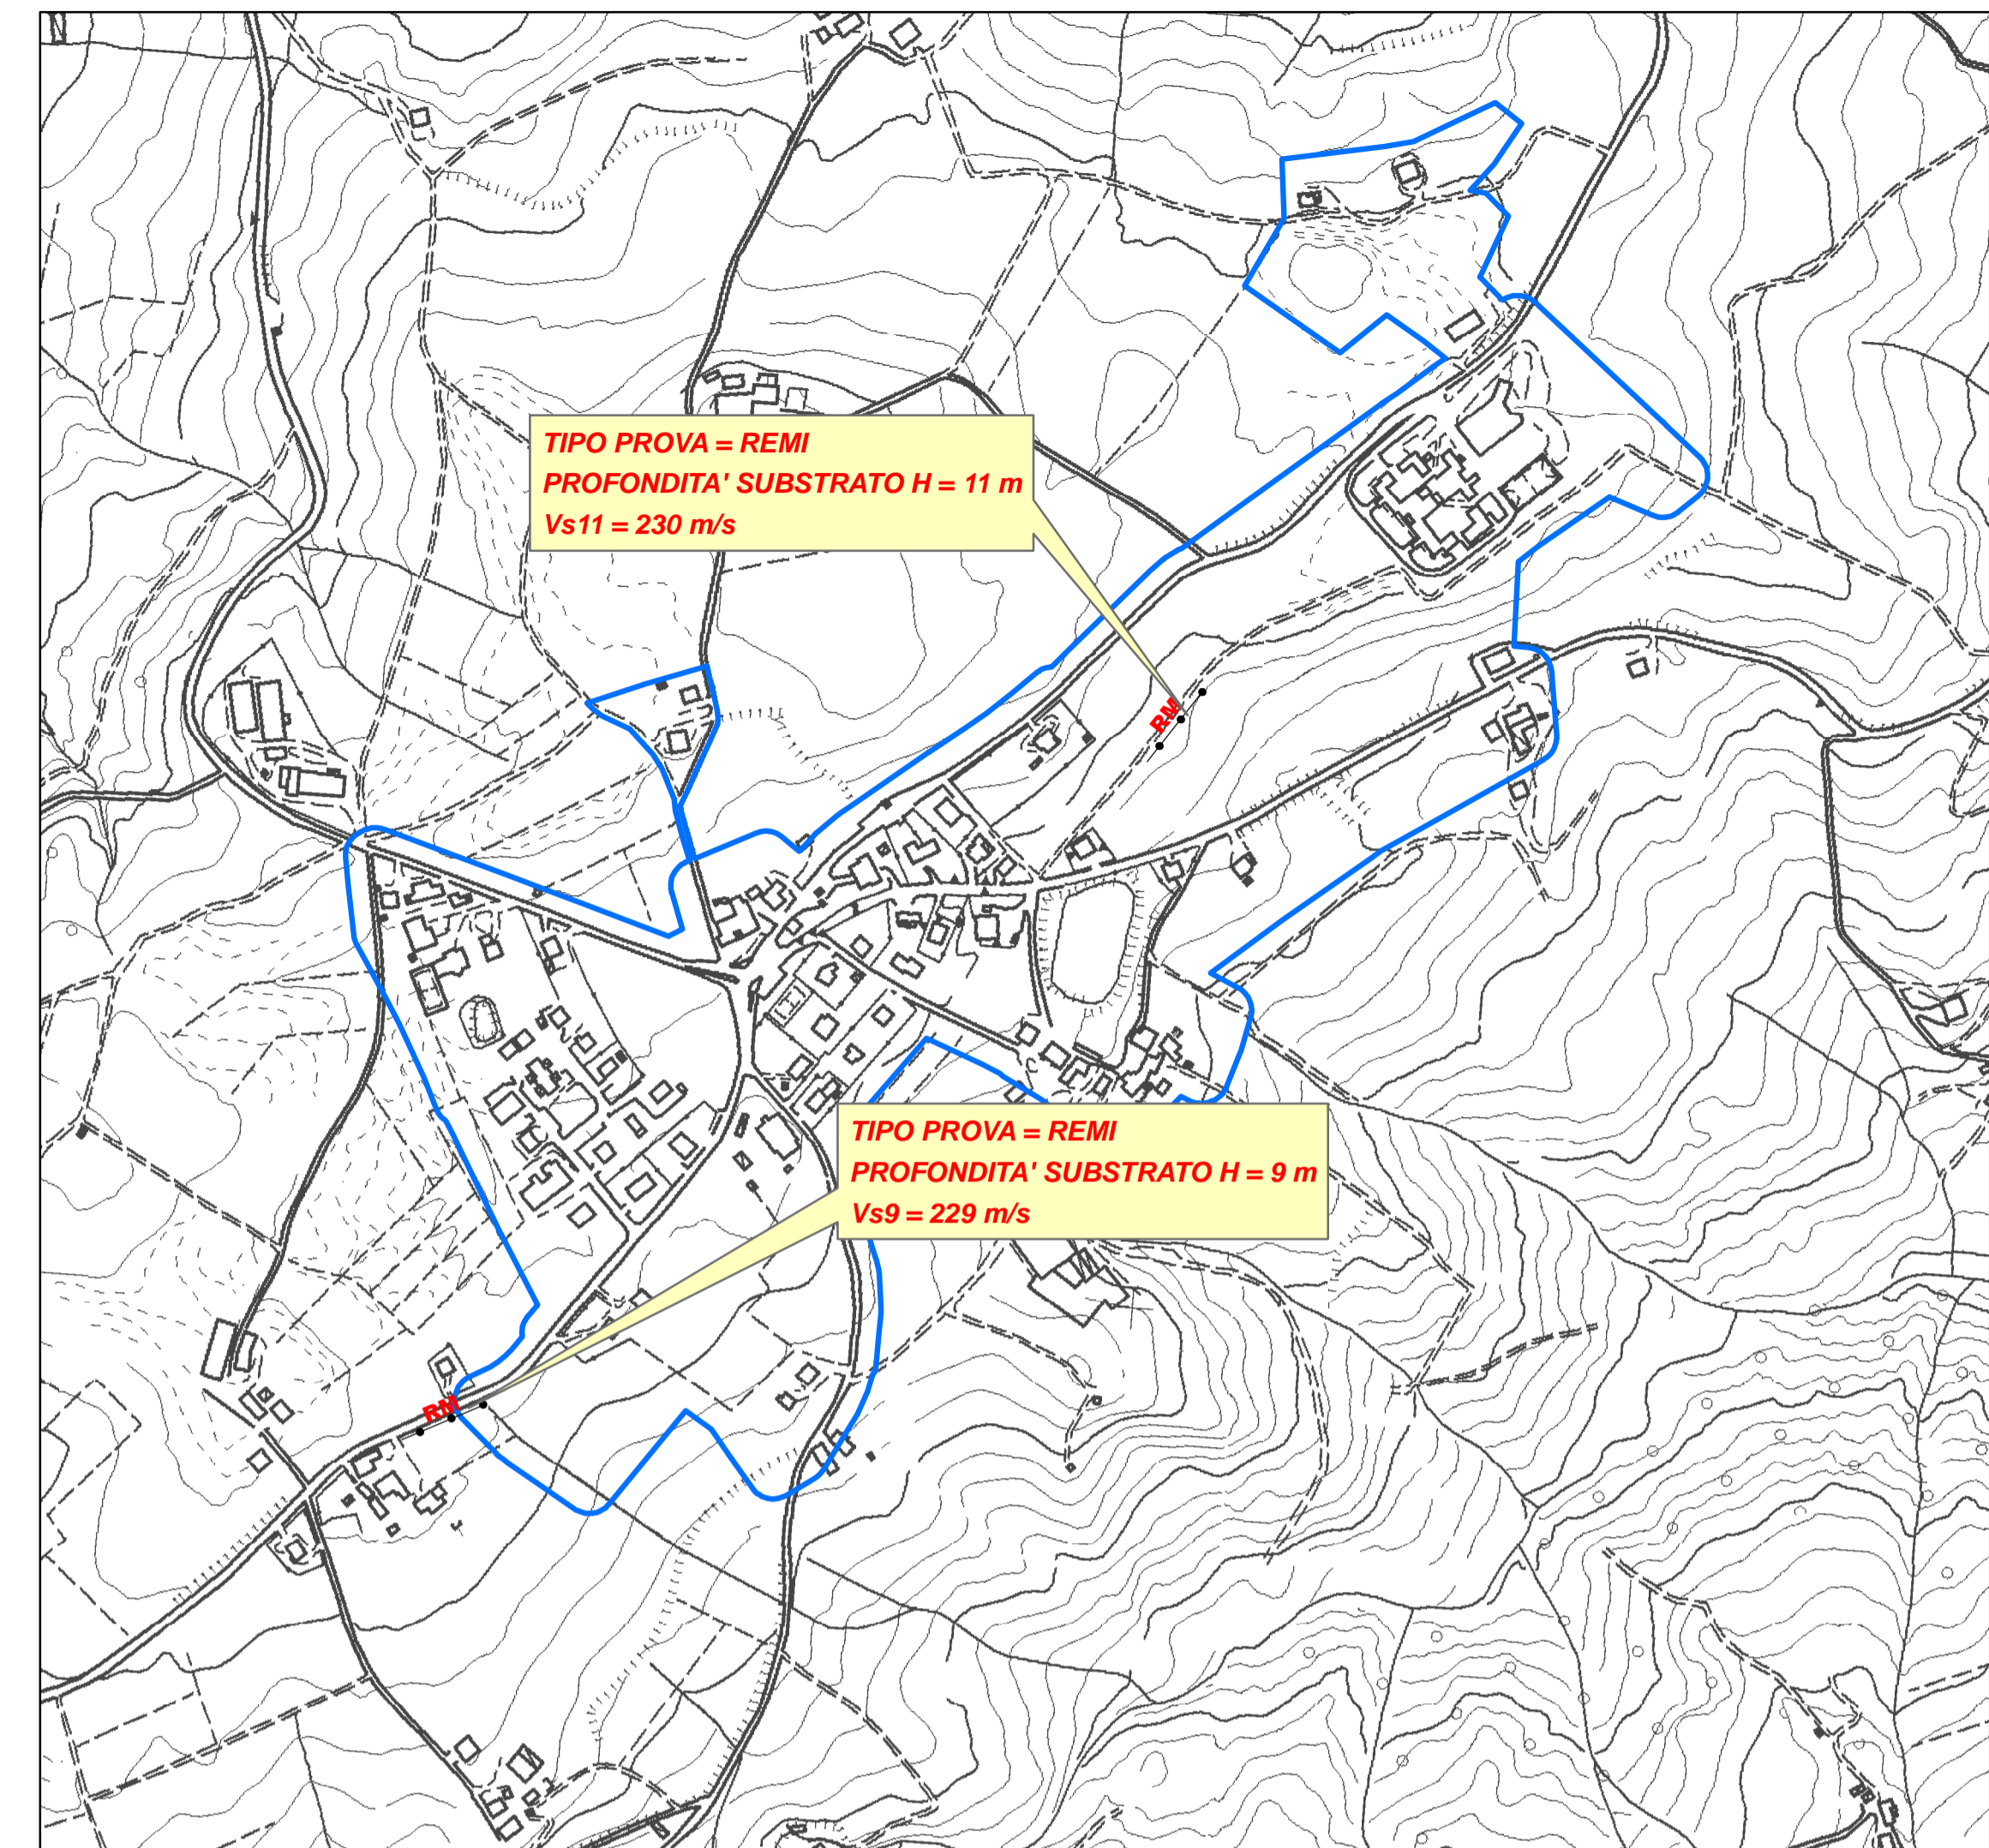 TIPO PROVA = REMI
PROFONDITA' SUBSTRATO H = 11 m
Vs11 = 230 m/s
RM
TIPO PROVA = REMI
PROFONDITA' SUBSTRATO H = 9 m
Vs9 = 229 m/s
RM